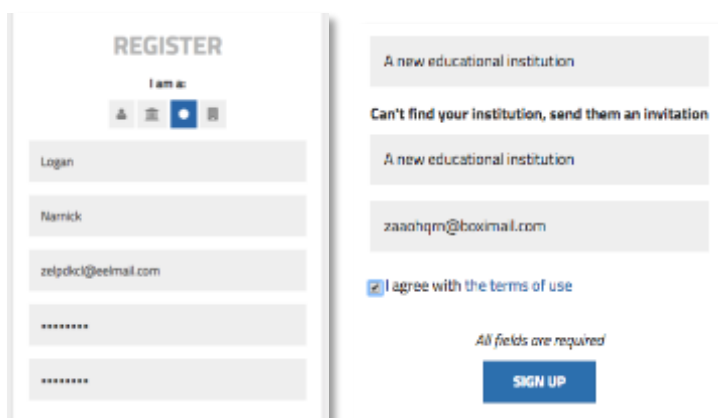 REGISTER
I am a:
Logan
Narnick
zelpdkcl@eelmail.com
••••••••
••••••••
A new educational institution
Can't find your institution, send them an invitation
A new educational institution
zaaohqm@boximail.com
I agree with the terms of use
All fields are required
SIGN UP